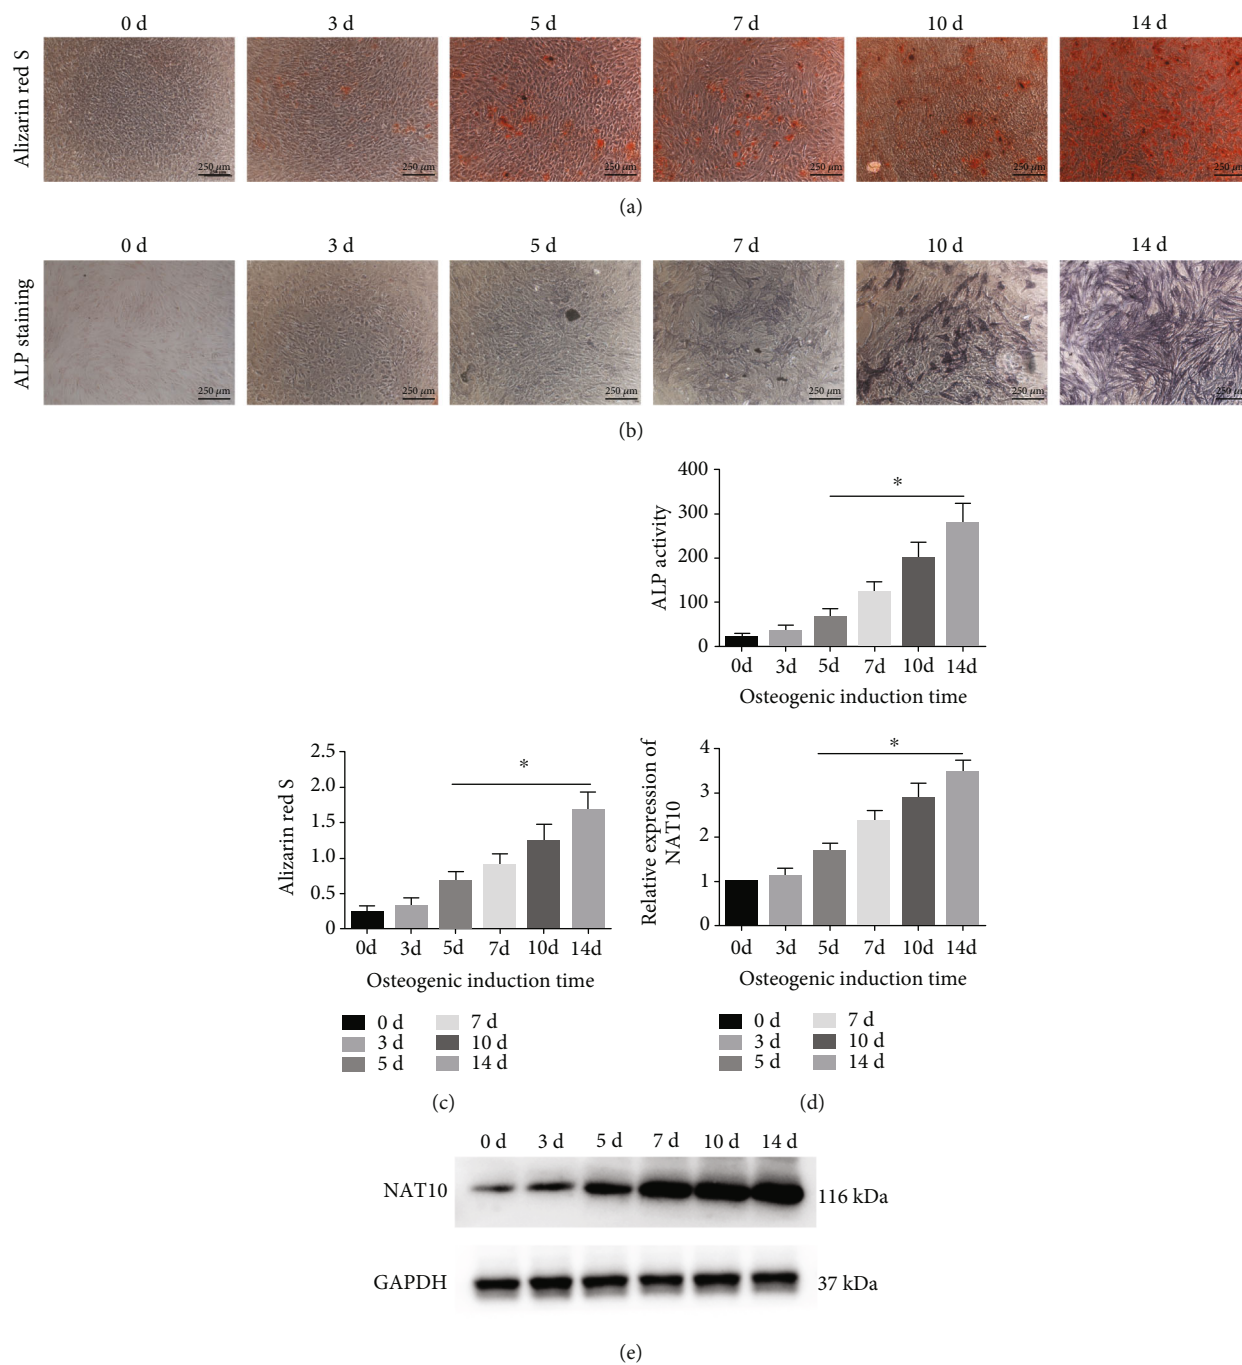 0 d 3 d 5 d 7 d 10 d 14 d
Alizarin red S
250 µm 250 µm 250 µm 250 µm 250 µm 250 µm
(a)
0 d 3 d 5 d 7 d 10 d 14 d
ALP staining
250 µm 250 µm 250 µm 250 µm 250 µm 250 µm
(b)
ALP activity
400
300
200
100
0
*
0d 3d 5d 7d 10d 14d
Osteogenic induction time
Alizarin red S
2.5
2.0
1.5
1.0
0.5
0
*
0d 3d 5d 7d 10d 14d
Osteogenic induction time
0 d 7 d
3 d 10 d
5 d 14 d
(c)
Relative expression of
NAT10
4
3
2
1
0
*
0d 3d 5d 7d 10d 14d
Osteogenic induction time
0 d 7 d
3 d 10 d
5 d 14 d
(d)
0 d 3 d 5 d 7 d 10 d 14 d
NAT10 116 kDa
GAPDH 37 kDa
(e)